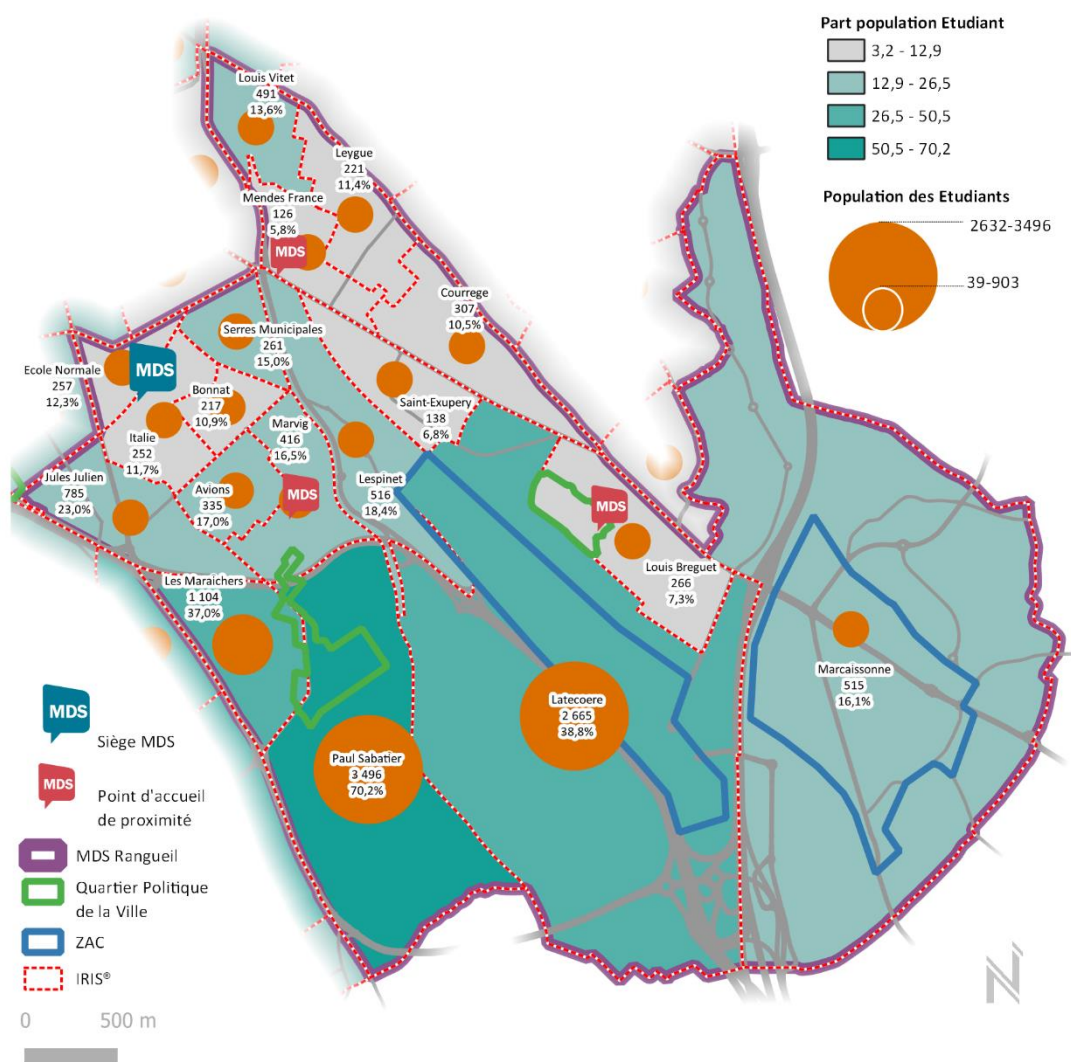 Part population Etudiant
3,2 - 12,9
12,9 - 26,5
26,5 - 50,5
50,5 - 70,2
Population des Etudiants
2632-3496
39-903
Louis Vitet
491
13,6%
Leygue
221
11,4%
Mendes France
126
5,8%
MDS
Courrege
307
10,5%
Serres Municipales
261
15,0%
Ecole Normale
257
12,3%
MDS
Bonnat
217
10,9%
Saint-Exupery
138
6,8%
Italie
252
11,7%
Marvig
416
16,5%
Jules Julien
785
23,0%
Avions
335
17,0%
MDS
Lespinet
516
18,4%
MDS
Louis Breguet
266
7,3%
Les Maraichers
1 104
37,0%
Marcaissonne
515
16,1%
Latecoere
2 665
38,8%
Paul Sabatier
3 496
70,2%
MDS
Siège MDS
MDS
Point d'accueil
de proximité
MDS Rangueil
Quartier Politique
de la Ville
ZAC
IRIS®
0 500 m
N